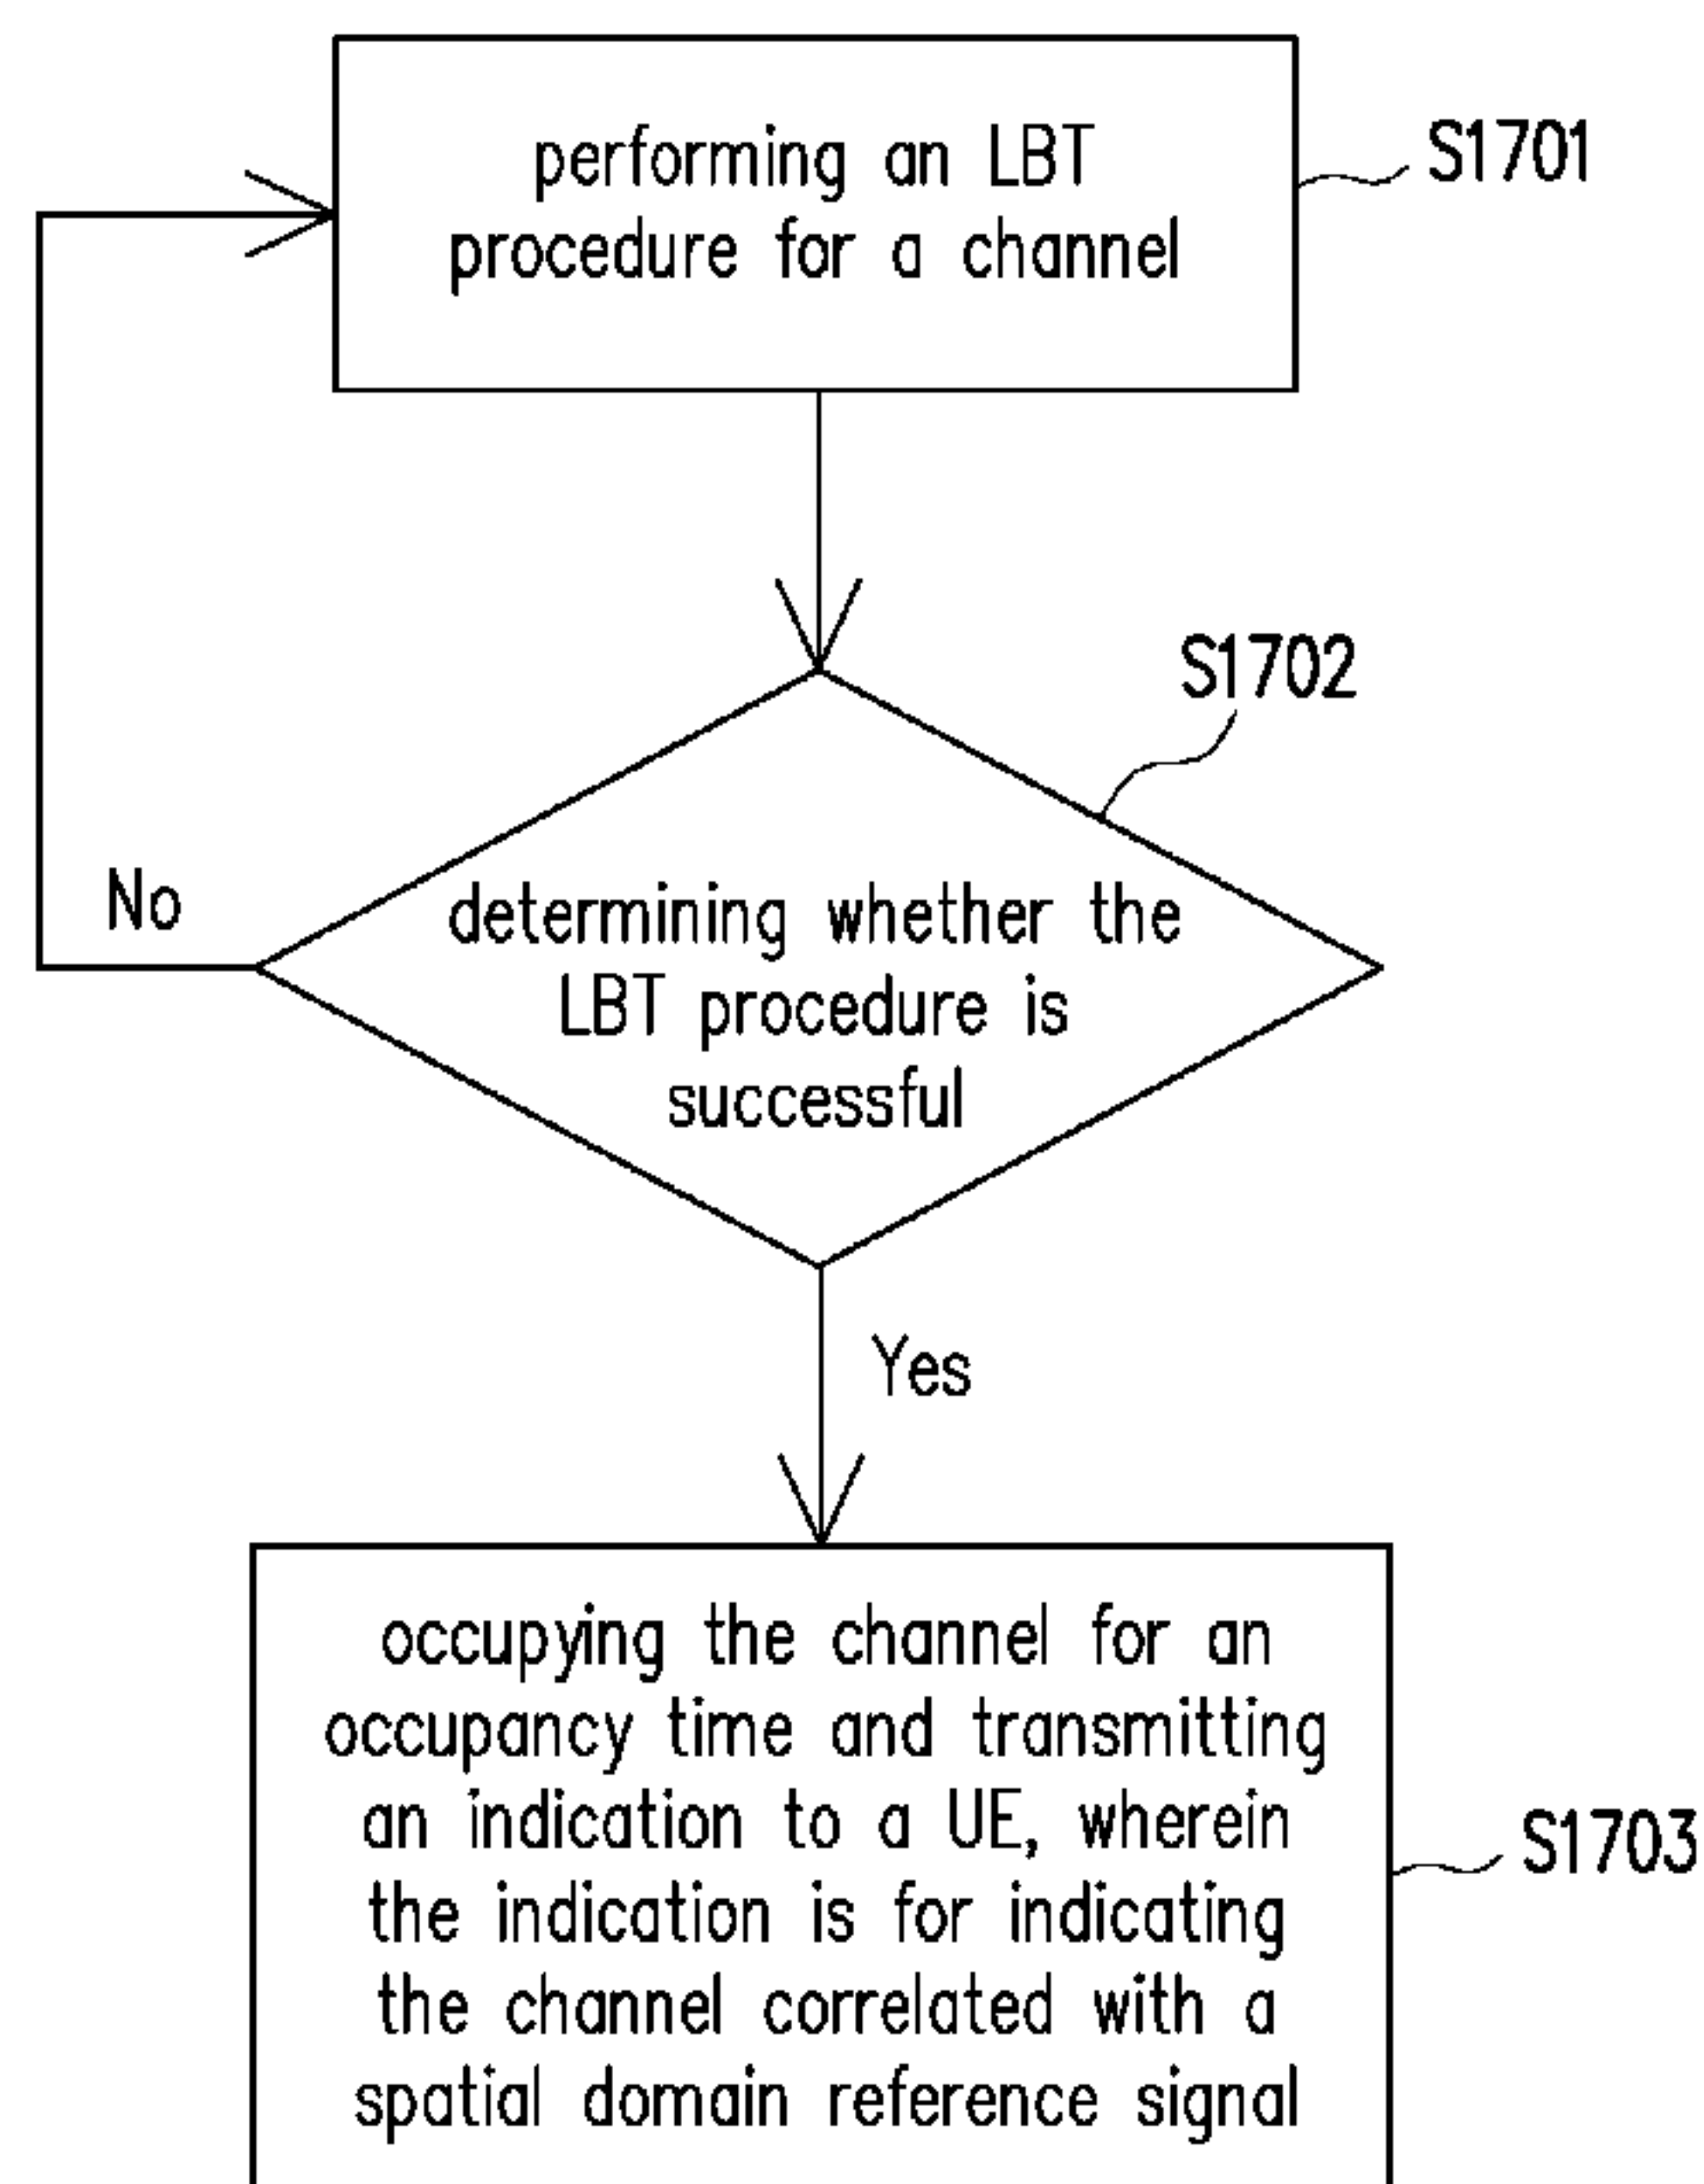 performing an LBT
procedure for a channel
S1701
S1702
determining whether the
LBT procedure is
successful
No
Yes
occupying the channel for an
occupancy time and transmitting
an indication to a UE, wherein
the indication is for indicating
the channel correlated with a
spatial domain reference signal
S1703